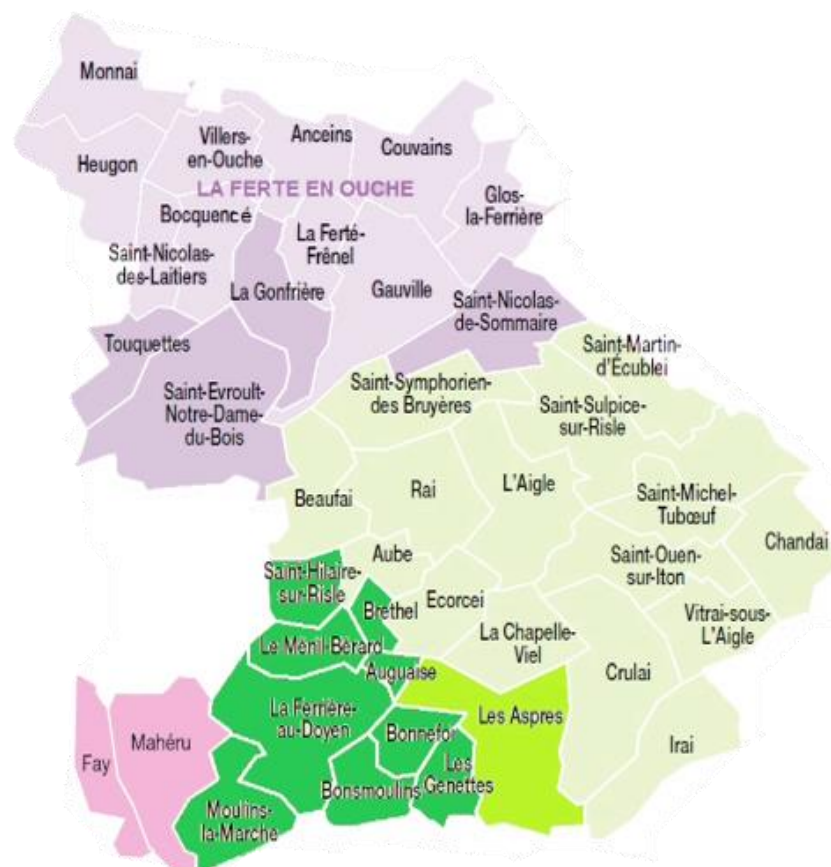 Monnai
Villers-
en-Ouche
Anceins
Couvains
Heugon
LA FERTE EN OUCHE
Glos-
la-Ferrière
Bocquencé
La Ferté-
Frênel
Saint-Nicolas-
des-Laitiers
La Gonfrière
Gauville
Saint-Nicolas-
de-Sommaire
Touquettes
Saint-Martin-
d'Écublei
Saint-Evroult-
Notre-Dame-
du-Bois
Saint-Symphorien-
des Bruyères
Saint-Sulpice-
sur-Risle
Beaufai
Rai
L'Aigle
Saint-Michel-
Tubœuf
Chandai
Aube
Saint-Ouen-
sur-Iton
Saint-Hilaire-
sur-Risle
Brethel
Ecorcei
Vitrai-sous-
L'Aigle
Le Ménil-Bérard
La Chapelle-
Viel
Auguaise
Crulai
La Ferrière-
au-Doyen
Les Aspres
Bonnefoi
Irai
Mahéru
Fay
Les
Genettes
Bonsmoulins
Moulins-
la-Marche